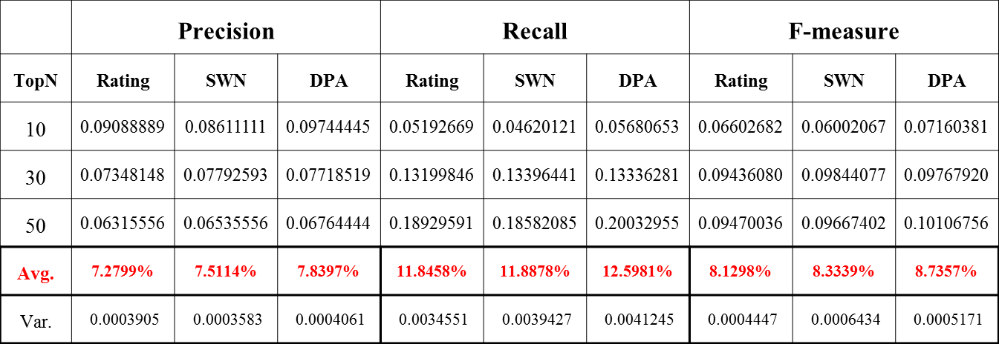 Precision Recall F-measure
TopN Rating SWN DPA Rating SWN DPA Rating SWN DPA
10 0.09088889 0.08611111 0.09744445 0.05192669 0.04620121 0.05680653 0.06602682 0.06002067 0.07160381
30 0.07348148 0.07792593 0.07718519 0.13199846 0.13396441 0.13336281 0.09436080 0.09844077 0.09767920
50 0.06315556 0.06535556 0.06764444 0.18929591 0.18582085 0.20032955 0.09470036 0.09667402 0.10106756
Avg. 7.2799% 7.5114% 7.8397% 11.8458% 11.8878% 12.5981% 8.1298% 8.3339% 8.7357%
Var. 0.0003905 0.0003583 0.0004061 0.0034551 0.0039427 0.0041245 0.0004447 0.0006434 0.0005171